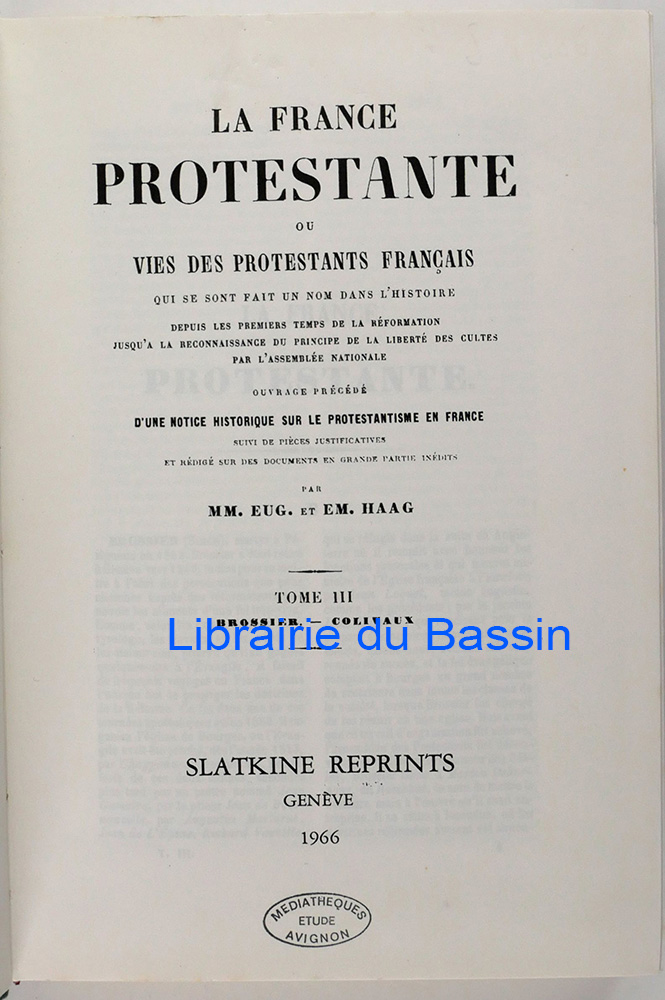 LA FRANCE
PROTESTANTE
OU
VIES DES PROTESTANTS FRANÇAIS
QUI SE SONT FAIT UN NOM DANS L'HISTOIRE
DEPUIS LES PREMIERS TEMPS DE LA RÉFORMATION
JUSQU'A LA RECONNAISSANCE DU PRINCIPE DE LA LIBERTÉ DES CULTES
PAR L'ASSEMBLÉE NATIONALE
OUVRAGE PRÉCÉDÉ
D'UNE NOTICE HISTORIQUE SUR LE PROTESTANTISME EN FRANCE
SUIVI DE PIÈCES JUSTIFICATIVES
ET RÉDIGÉ SUR DES DOCUMENTS EN GRANDE PARTIE INÉDITS
PAR
MM. EUG. ET EM. HAAG
TOME III
BROSSIER. — COLIVAUX
Librairie du Bassin
SLATKINE REPRINTS
GENÈVE
1966
MEDIATHEQUES
ETUDE
AVIGNON